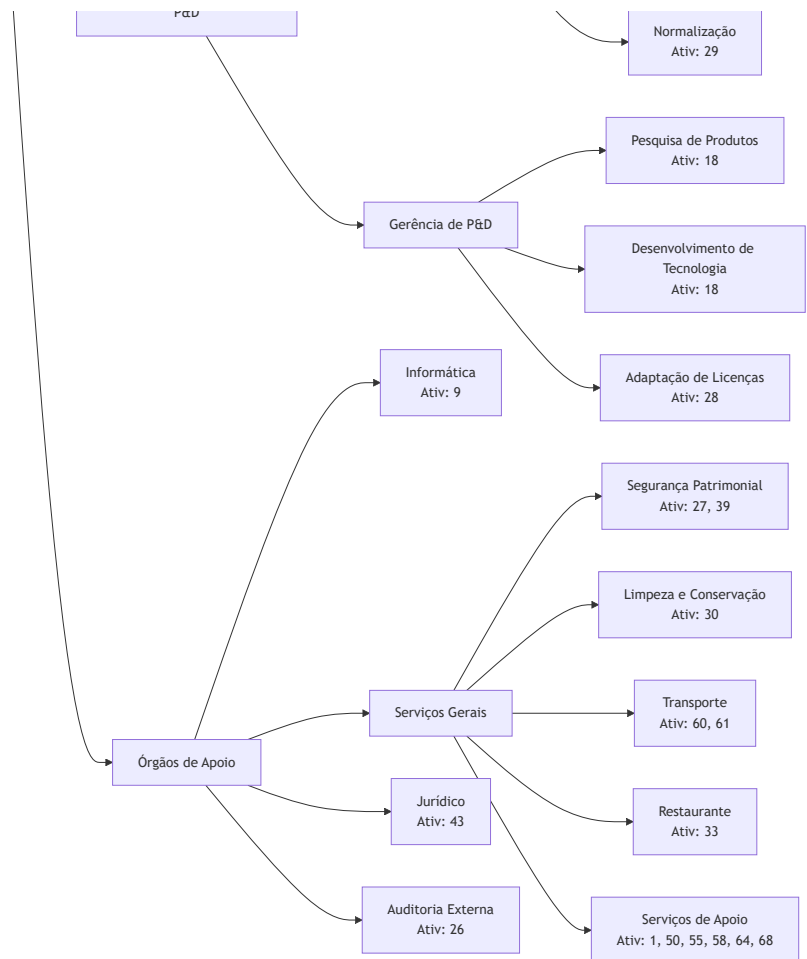 P&D
Normalização
Ativ: 29
Pesquisa de Produtos
Ativ: 18
Gerência de P&D
Desenvolvimento de
Tecnologia
Ativ: 18
Informática
Ativ: 9
Adaptação de Licenças
Ativ: 28
Segurança Patrimonial
Ativ: 27, 39
Limpeza e Conservação
Ativ: 30
Serviços Gerais
Transporte
Ativ: 60, 61
Órgãos de Apoio
Jurídico
Ativ: 43
Restaurante
Ativ: 33
Auditoria Externa
Ativ: 26
Serviços de Apoio
Ativ: 1, 50, 55, 58, 64, 68